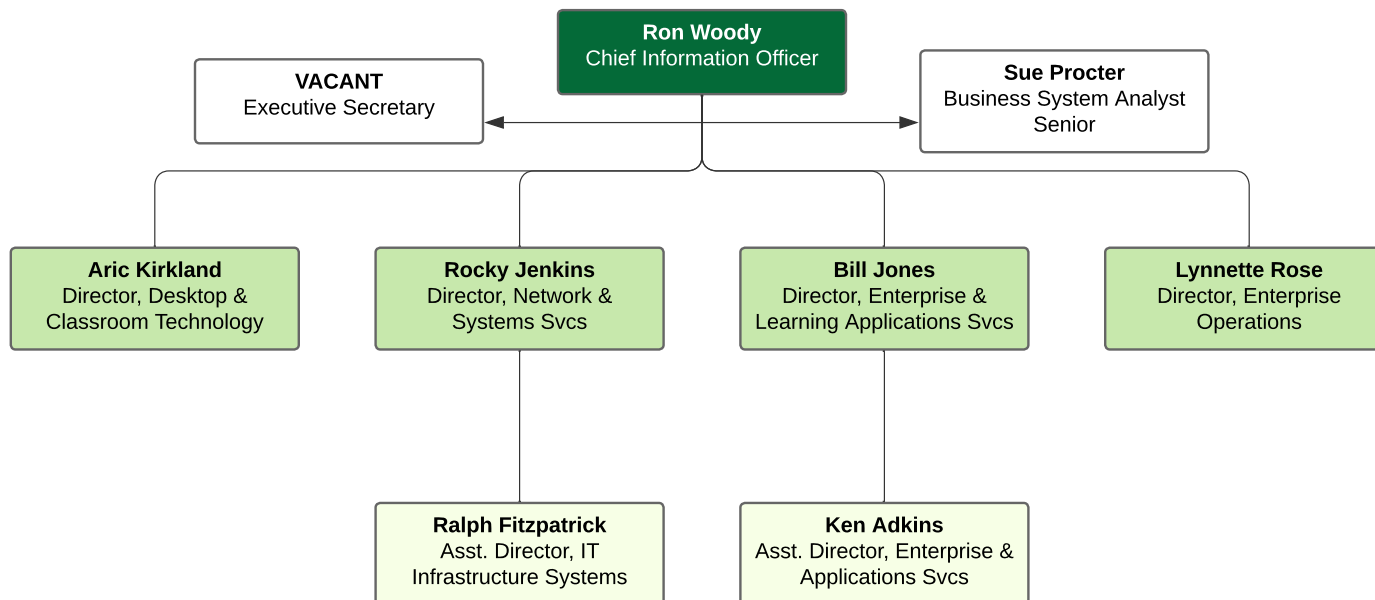 Ron Woody
Chief Information Officer
VACANT
Executive Secretary
Sue Procter
Business System Analyst
Senior
Aric Kirkland
Director, Desktop &
Classroom Technology
Rocky Jenkins
Director, Network &
Systems Svcs
Bill Jones
Director, Enterprise &
Learning Applications Svcs
Lynnette Rose
Director, Enterprise
Operations
Ralph Fitzpatrick
Asst. Director, IT
Infrastructure Systems
Ken Adkins
Asst. Director, Enterprise &
Applications Svcs